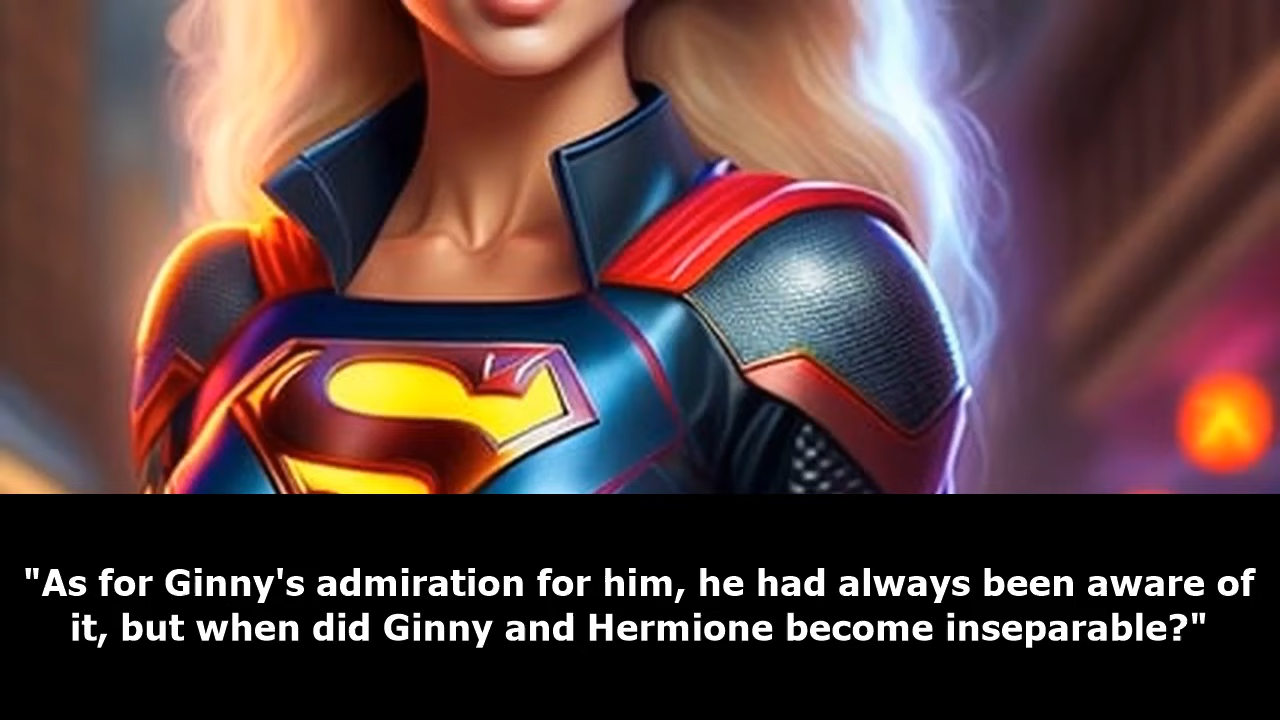 "As for Ginny's admiration for him, he had always been aware of
it, but when did Ginny and Hermione become inseparable?"